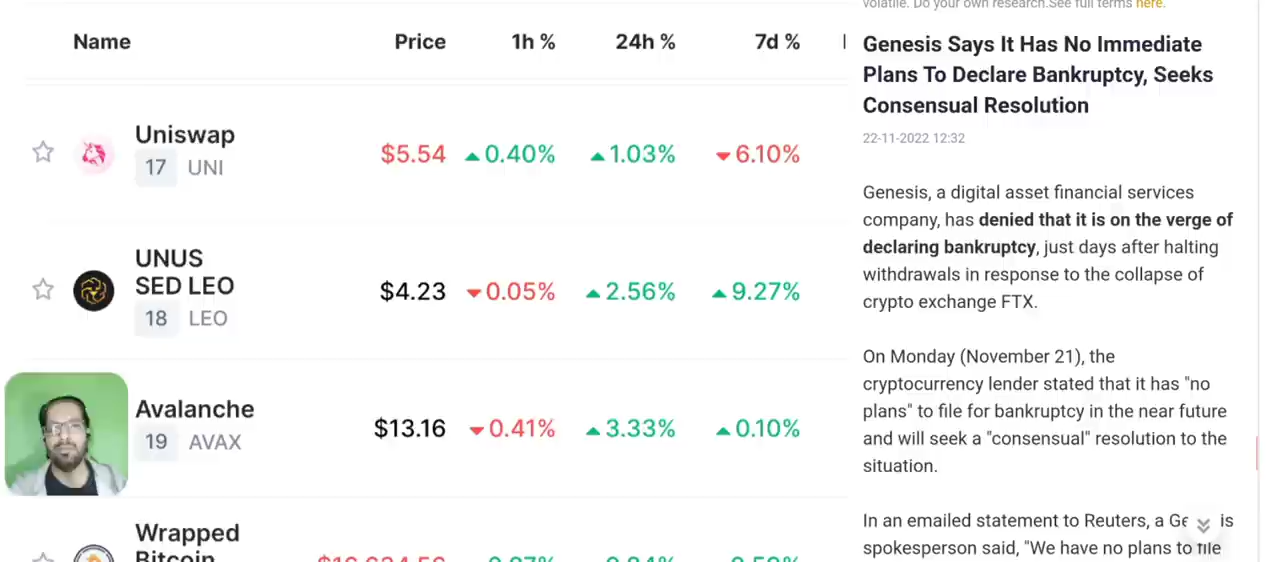 volatile. Do your own research.See full terms here.
Name Price 1h % 24h % 7d %
Genesis Says It Has No Immediate
Plans To Declare Bankruptcy, Seeks
Consensual Resolution
22-11-2022 12:32
Uniswap
17 UNI
$5.54 0.40% 1.03% 6.10%
UNUS
SED LEO
18 LEO
$4.23 0.05% 2.56% 9.27%
Avalanche
19 AVAX
$13.16 0.41% 3.33% 0.10%
Wrapped
Bitcoin
Genesis, a digital asset financial services
company, has denied that it is on the verge of
declaring bankruptcy, just days after halting
withdrawals in response to the collapse of
crypto exchange FTX.
On Monday (November 21), the
cryptocurrency lender stated that it has "no
plans" to file for bankruptcy in the near future
and will seek a "consensual" resolution to the
situation.
In an emailed statement to Reuters, a
spokesperson said, "We have no plans to file